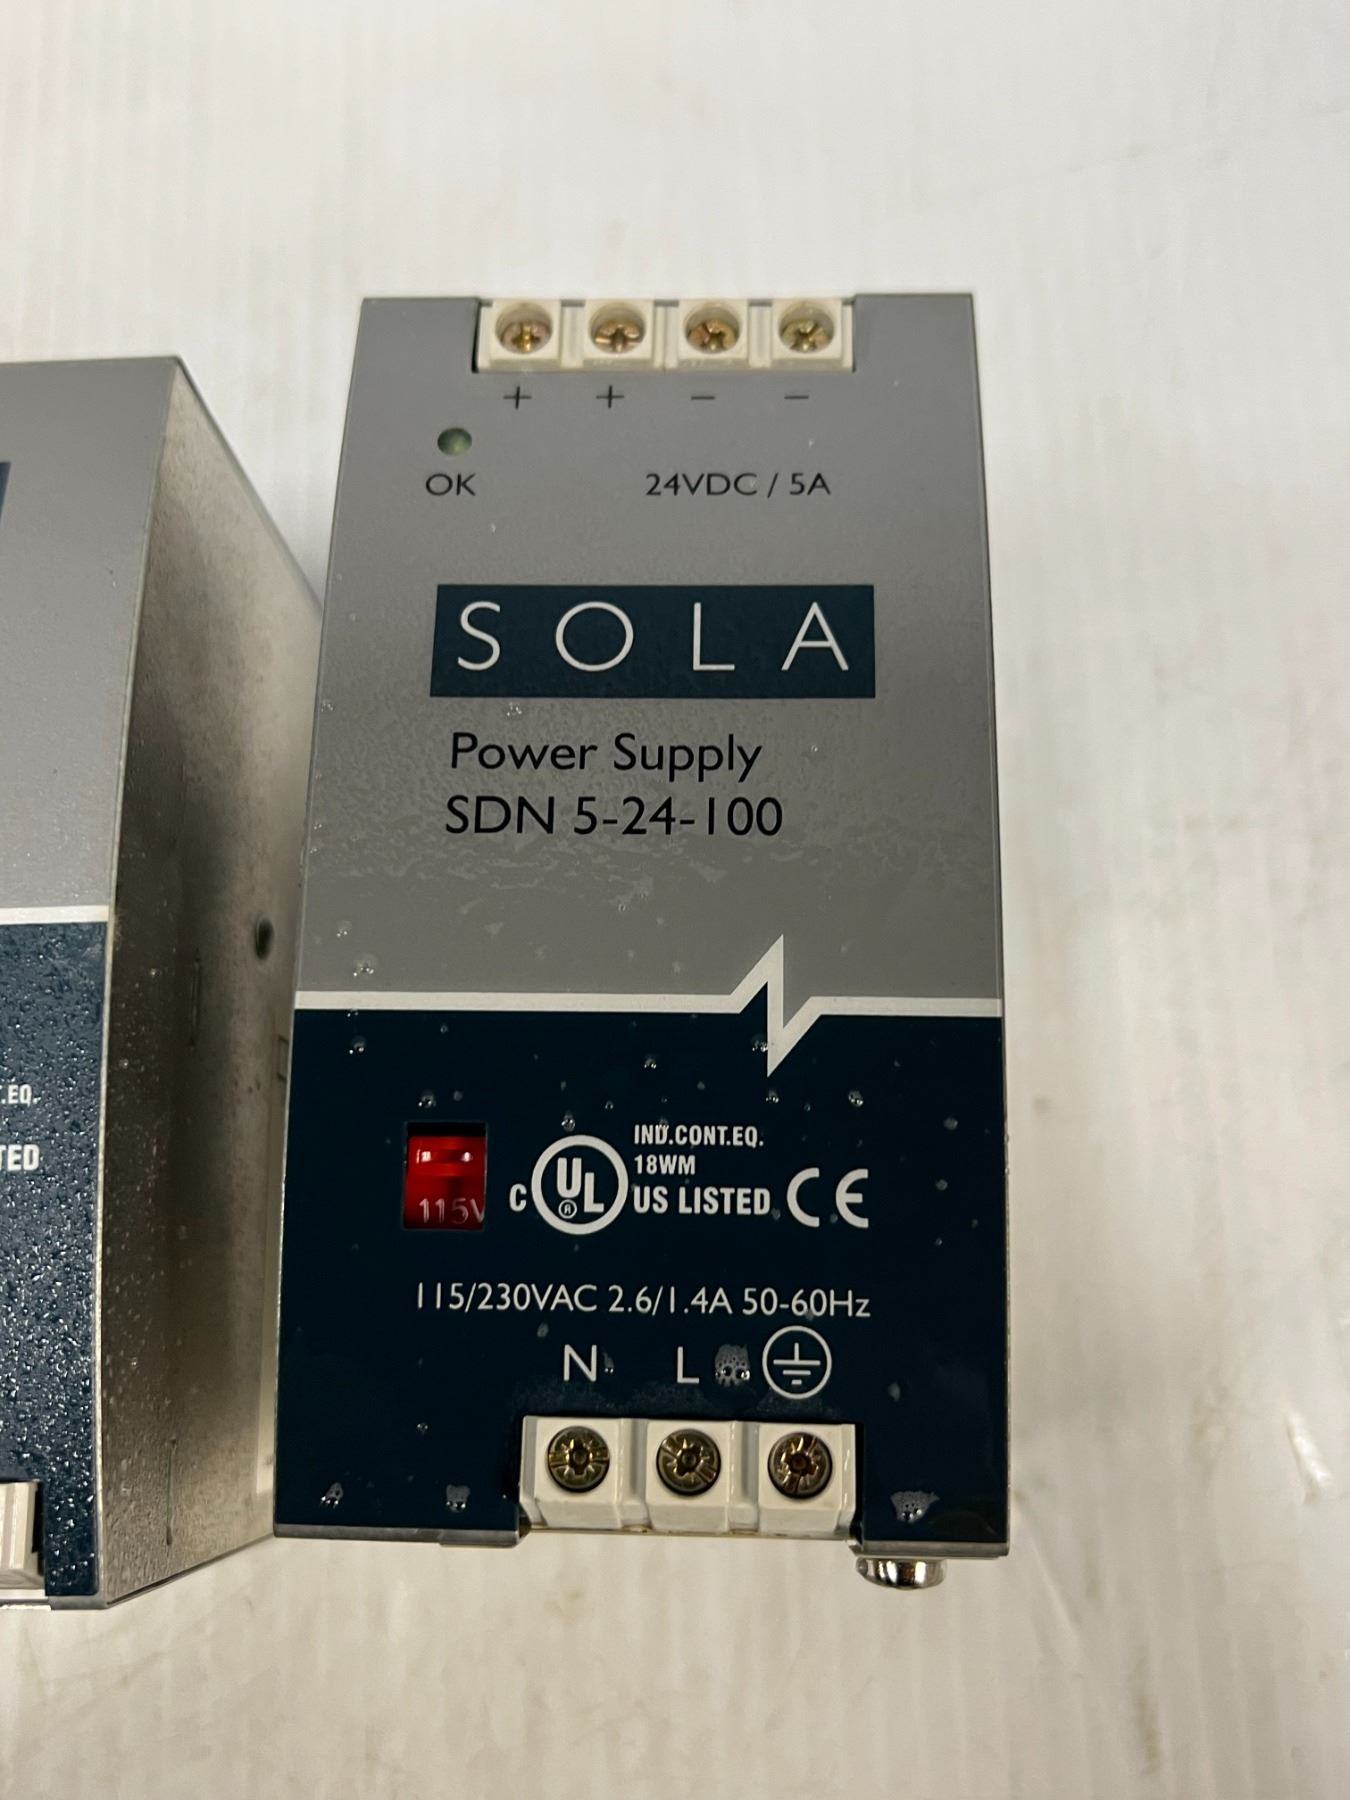 + + - -
OK 24VDC / 5A
SOLA
Power Supply
SDN 5-24-100
IND.CONT.EQ.
18WM
C UL® US LISTED CE
115V
115/230VAC 2.6/1.4A 50-60Hz
N L
.EQ.
TED